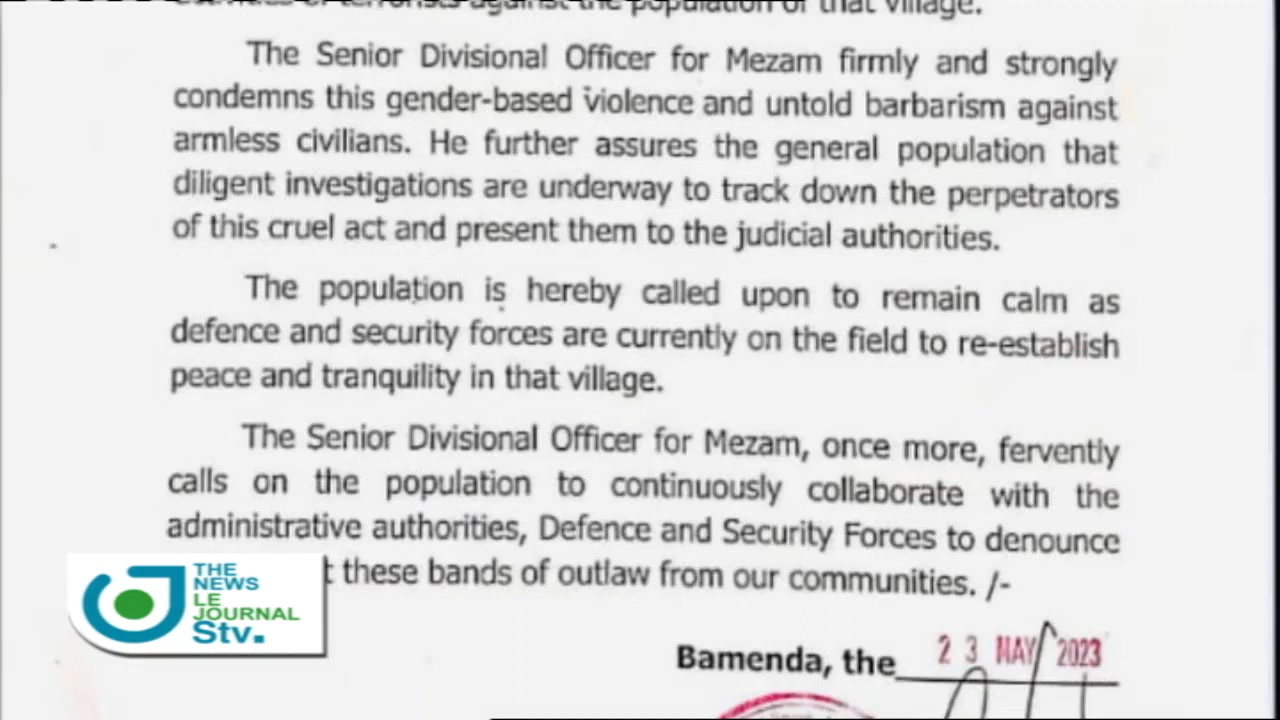 against the population of that village.
The Senior Divisional Officer for Mezam firmly and strongly
condemns this gender-based violence and untold barbarism against
armless civilians. He further assures the general population that
diligent investigations are underway to track down the perpetrators
of this cruel act and present them to the judicial authorities.
The population is hereby called upon to remain calm as
defence and security forces are currently on the field to re-establish
peace and tranquility in that village.
The Senior Divisional Officer for Mezam, once more, fervently
calls on the population to continuously collaborate with the
administrative authorities, Defence and Security Forces to denounce
these bands of outlaw from our communities. /-
THE
NEWS
LE
JOURNAL
Stv.
Bamenda, the 23 MAY 2023